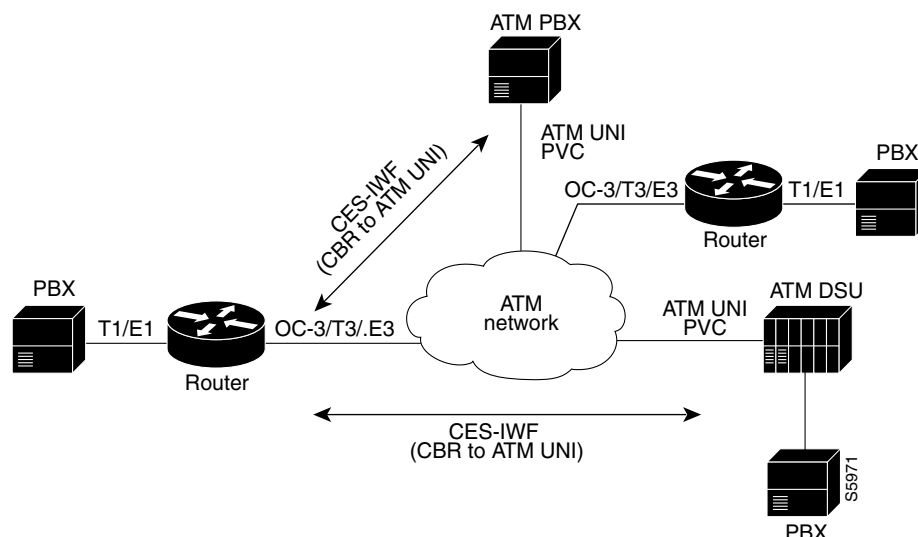 ATM PBX
ATM UNI
PVC
PBX
CES-IWF
(CBR to ATM UNI)
OC-3/T3/E3
T1/E1
Router
PBX
ATM
network
ATM UNI
PVC
ATM DSU
T1/E1
OC-3/T3/.E3
Router
CES-IWF
(CBR to ATM UNI)
S5971
PBX